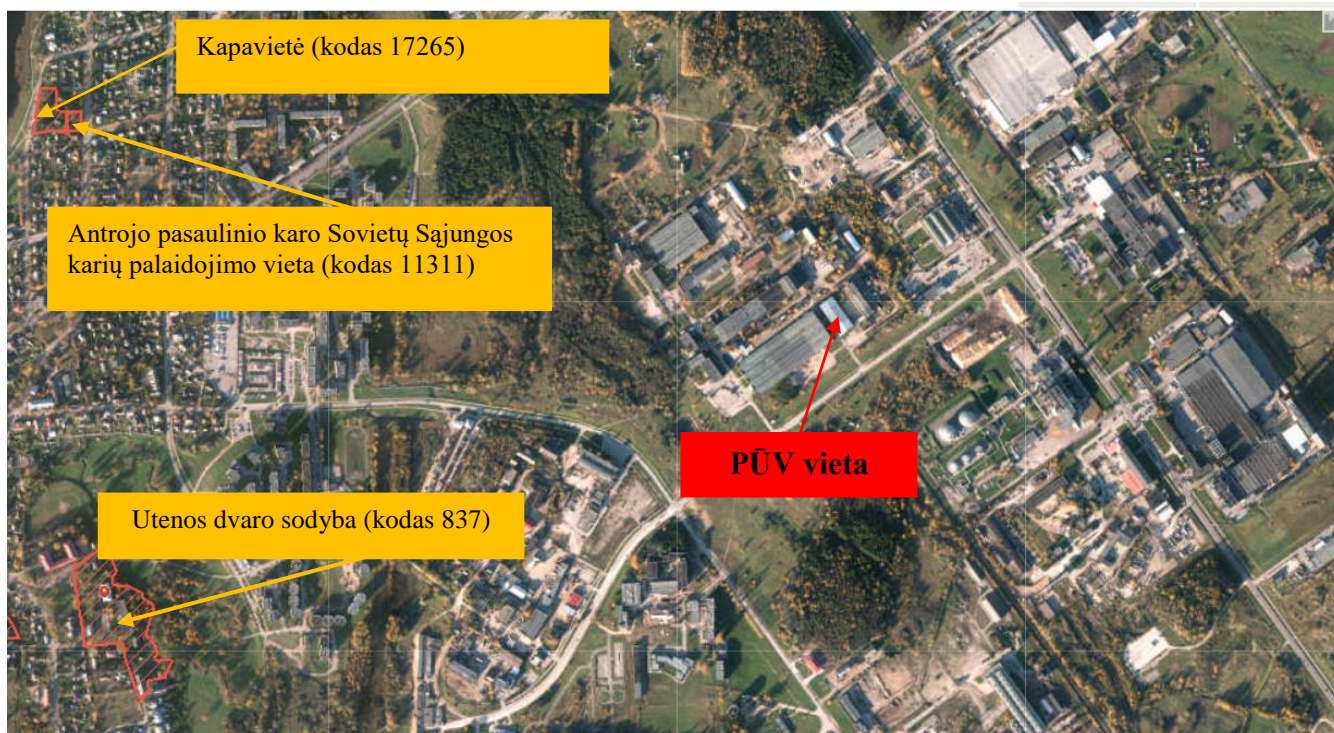 Kapavietė (kodas 17265)
Antrojo pasaulinio karo Sovietų Sąjungos
karių palaidojimo vieta (kodas 11311)
PŪV vieta
Utenos dvaro sodyba (kodas 837)